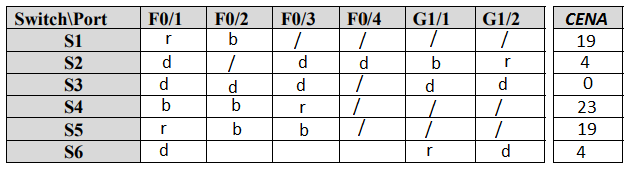 Switch\Port F0/1 F0/2 F0/3 F0/4 G1/1 G1/2 CENA
S1 r b / / / / 19
S2 d / d d b r 4
S3 d d d / d d 0
S4 b b r / / / 23
S5 r b b / / / 19
S6 d r d 4